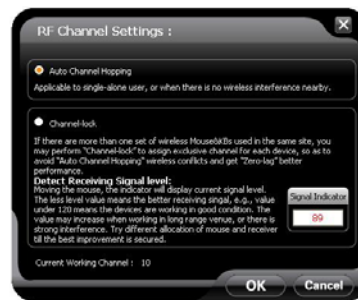 RF Channel Settings :
X
Auto Channel Hopping
Applicable to single-alone user, or when there is no wireless interference nearby.
Channel-lock
If there are more than one set of wireless Mouseô€Bs used in the same site, you
may perform "Channel-lock" to assign exclusive channel for each device, so as to
avoid "Auto Channel Hopping" wireless conflicts and get "Zero-lag" better
performance.
Detect Receiving Signal level:
Moving the mouse, the indicator will display current signal level.
The less level value means the better receiving singal, e.g., value
under 120 means the devices are working in good condition. The
value may increase when working in long range venue, or there is
strong interference. Try different allocation of mouse and receiver
till the best improvement is secured.
Signal Indicator
89
Current Working Channel : 10
OK
Cancel